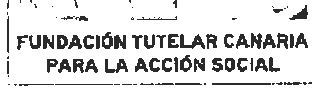 FUNDACIÓN TUTELAR CANARIA
PARA LA ACCIÓN SOCIAL